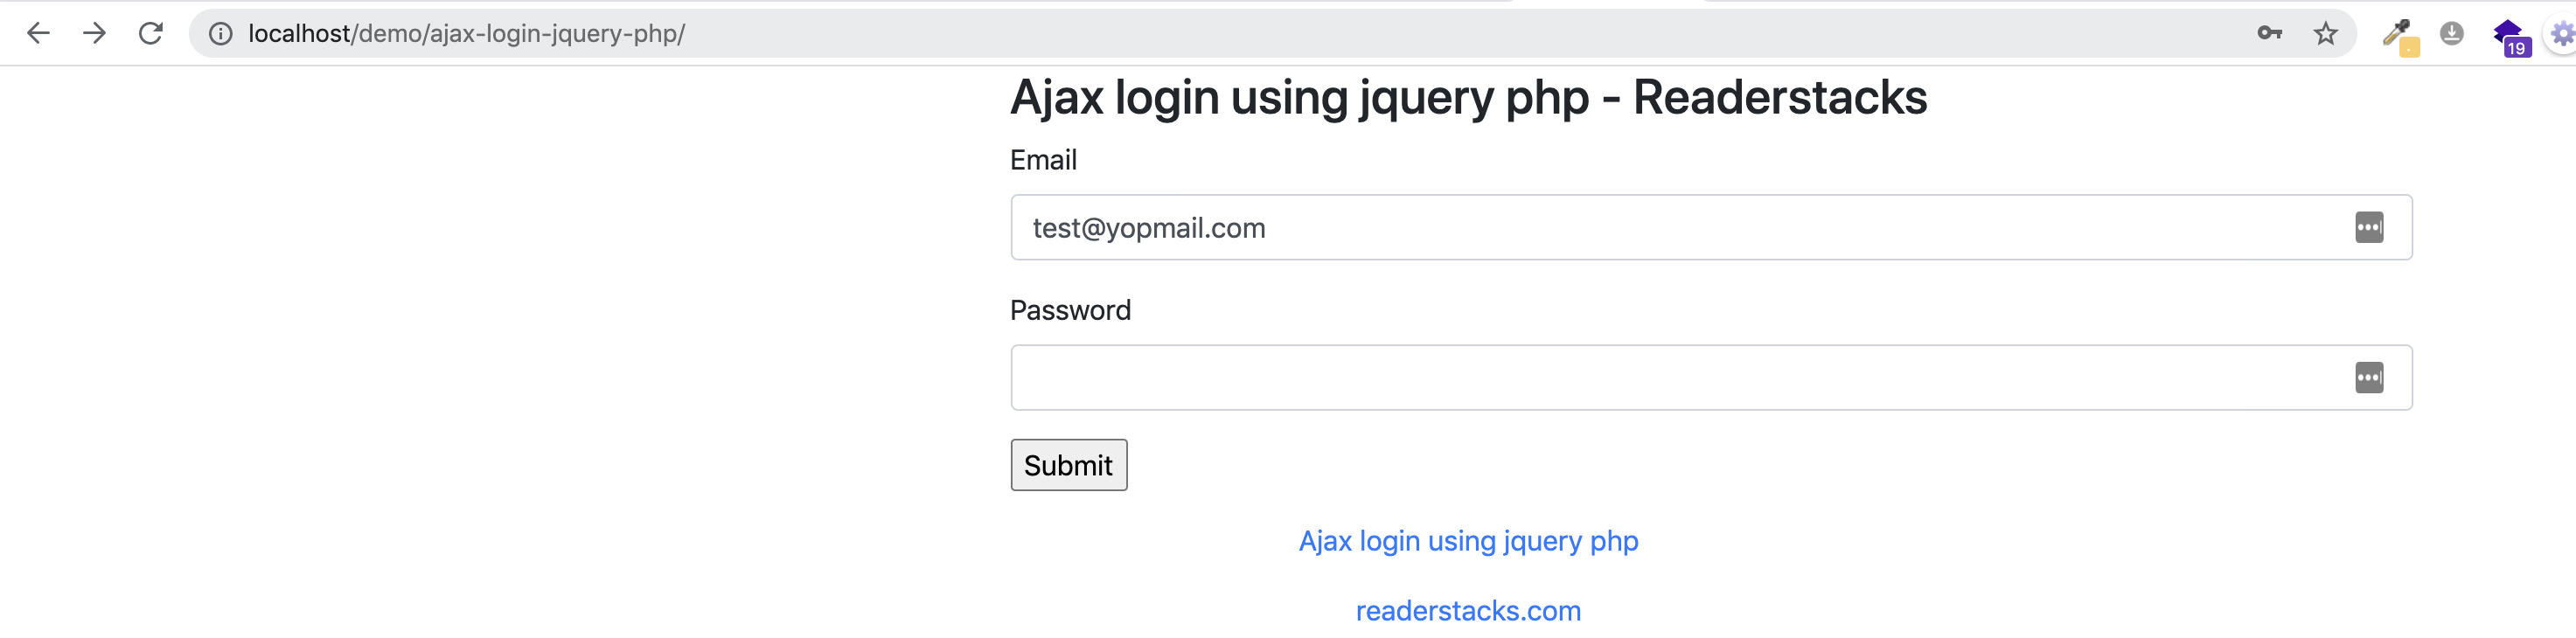 localhost/demo/ajax-login-jquery-php/
19
Ajax login using jquery php - Readerstacks
Email
test@yopmail.com
Password
Submit
Ajax login using jquery php
readerstacks.com